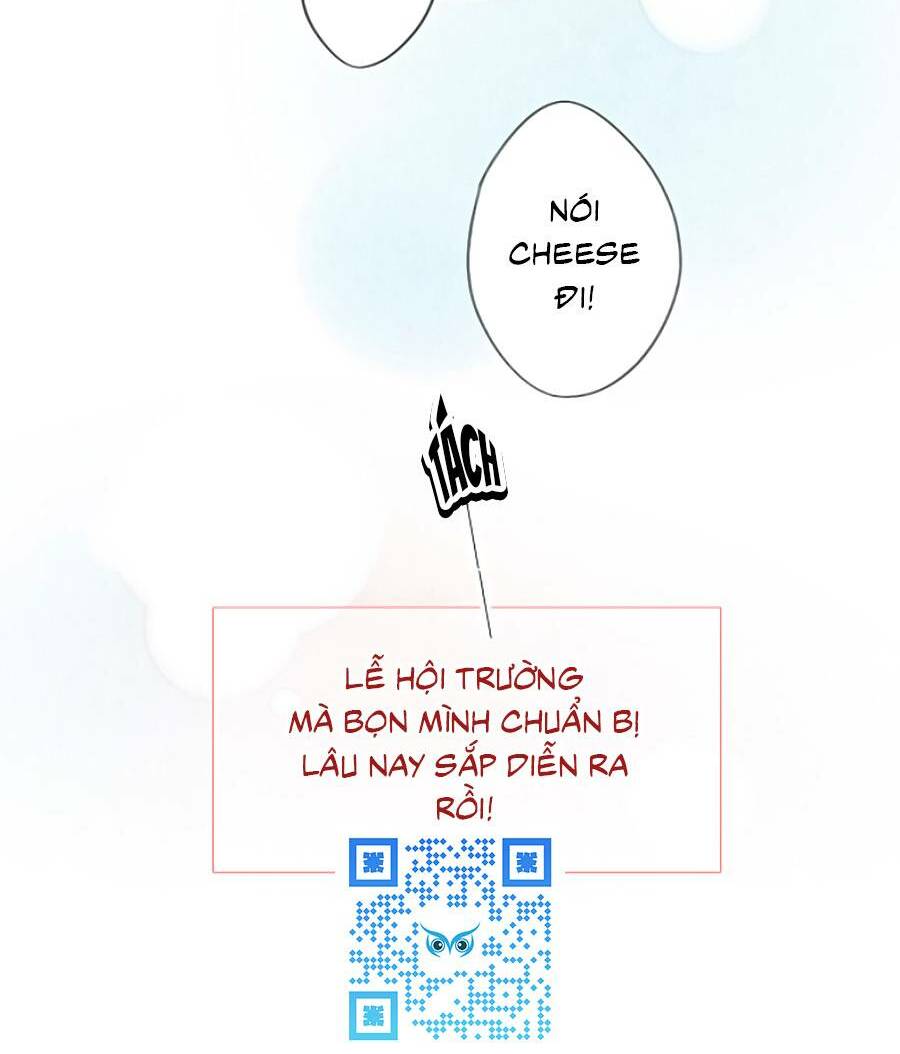 NÓI
CHEESE
ĐI!
TÁCH
LỄ HỘI TRƯỜNG
MÀ BỌN MÌNH CHUẨN BỊ
LÂU NAY SẮP DIỄN RA
RỒI!